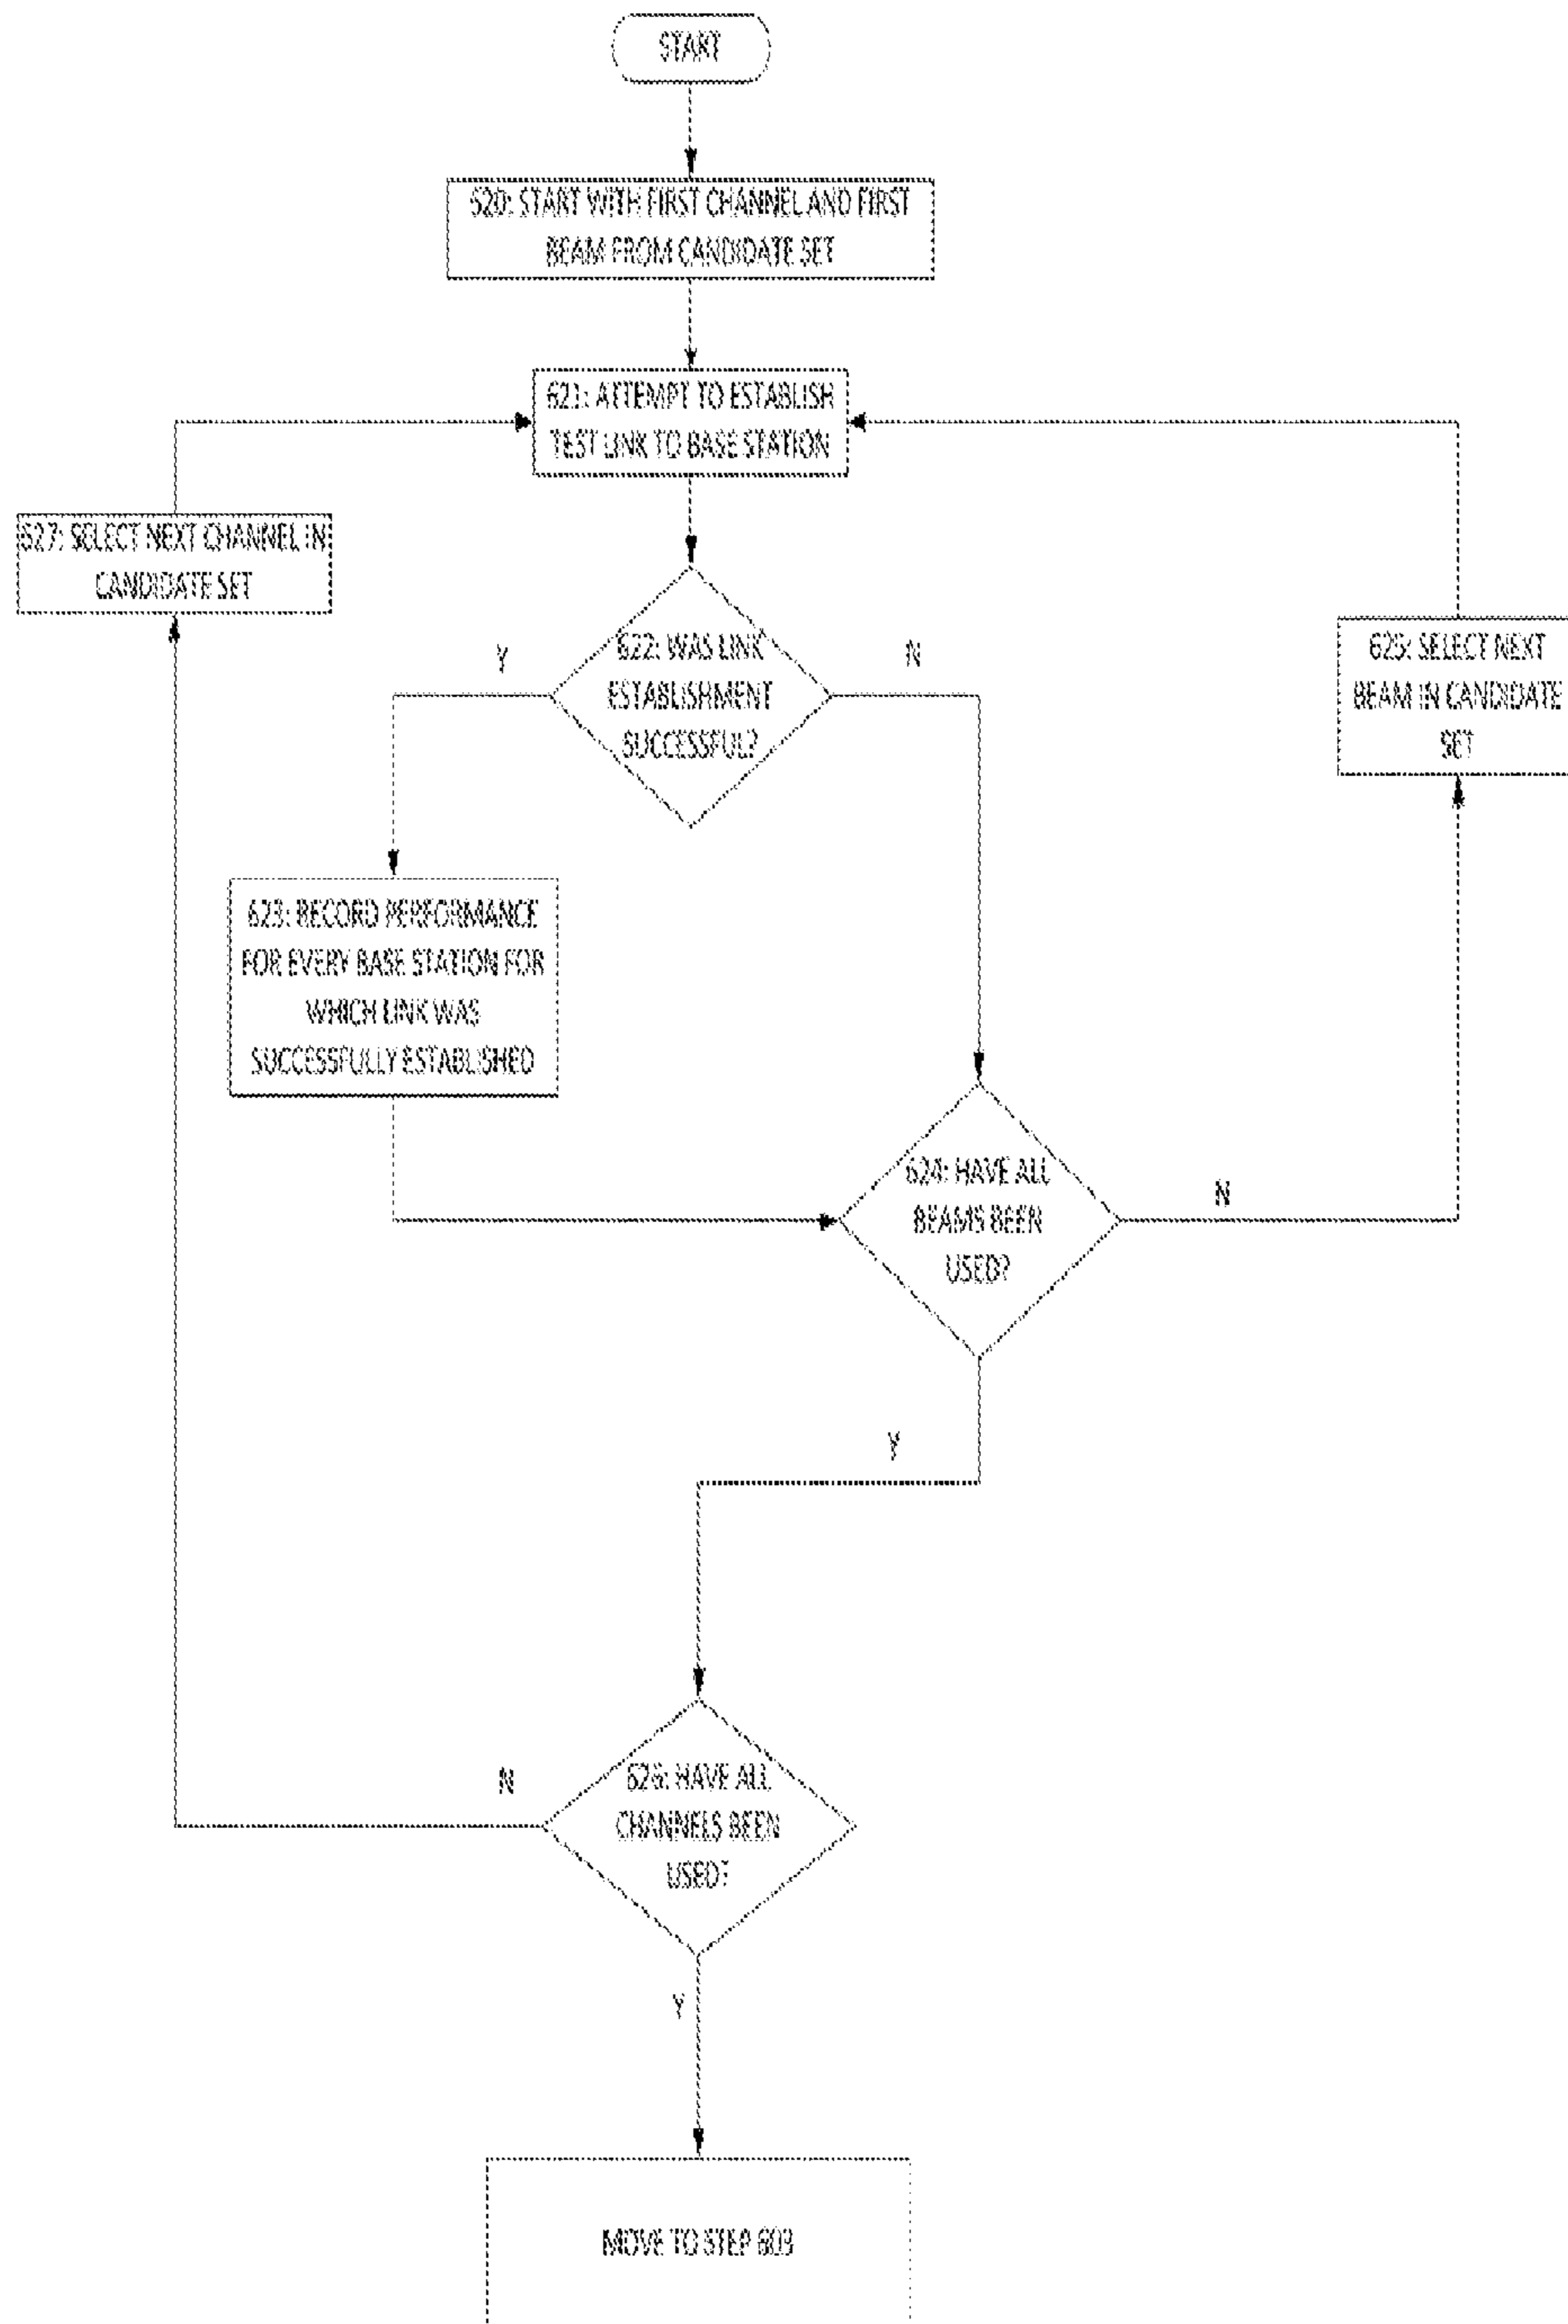 START
620: START WITH FIRST CHANNEL AND FIRST
BEAM FROM CANDIDATE SET
621: ATTEMPT TO ESTABLISH
TEST LINK TO BASE STATION
627: SELECT NEXT CHANNEL IN
CANDIDATE SET
Y
622: WAS LINK
ESTABLISHMENT
SUCCESSFUL?
N
625: SELECT NEXT
BEAM IN CANDIDATE
SET
623: RECORD PERFORMANCE
FOR EVERY BASE STATION FOR
WHICH LINK WAS
SUCCESSFULLY ESTABLISHED
624: HAVE ALL
BEAMS BEEN
USED?
N
Y
N
626: HAVE ALL
CHANNELS BEEN
USED?
Y
MOVE TO STEP 603